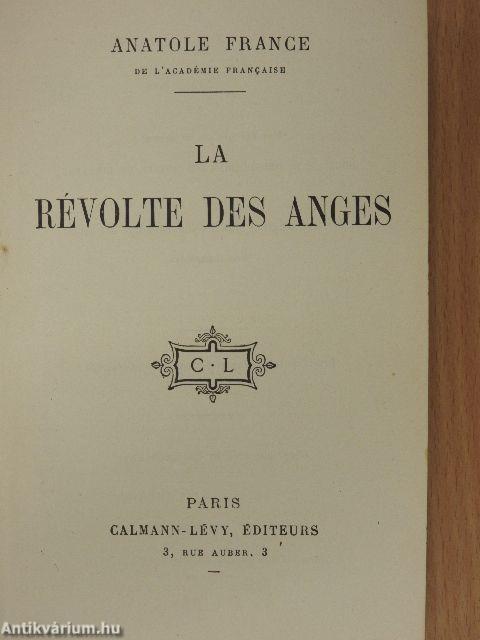 ANATOLE FRANCE
DE L'ACADÉMIE FRANÇAISE
LA
RÉVOLTE DES ANGES
C · L
PARIS
CALMANN-LÉVY, ÉDITEURS
3, RUE AUBER, 3
Antikvárium.hu